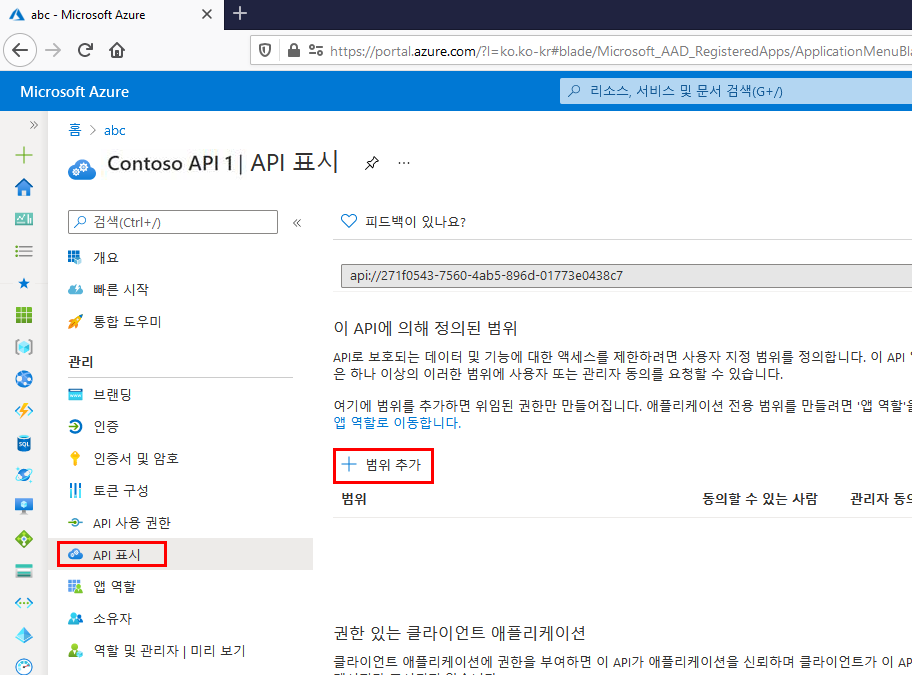 abc - Microsoft Azure
https://portal.azure.com/?l=ko.ko-kr#blade/Microsoft_AAD_RegisteredApps/ApplicationMenuBla
Microsoft Azure
리소스, 서비스 및 문서 검색(G+/)
홈 > abc
Contoso API 1 | API 표시
검색(Ctrl+/)
개요
빠른 시작
통합 도우미
관리
브랜딩
인증
인증서 및 암호
토큰 구성
API 사용 권한
API 표시
앱 역할
소유자
역할 및 관리자 | 미리 보기
피드백이 있나요?
api://271f0543-7560-4ab5-896d-01773e0438c7
이 API에 의해 정의된 범위
API로 보호되는 데이터 및 기능에 대한 액세스를 제한하려면 사용자 지정 범위를 정의합니다. 이 API
은 하나 이상의 이러한 범위에 사용자 또는 관리자 동의를 요청할 수 있습니다.
여기에 범위를 추가하면 위임된 권한만 만들어집니다. 애플리케이션 전용 범위를 만들려면 '앱 역할'을
앱 역할로 이동합니다.
범위 추가
범위 동의할 수 있는 사람 관리자 동의
권한 있는 클라이언트 애플리케이션
클라이언트 애플리케이션에 권한을 부여하면 이 API가 애플리케이션을 신뢰하며 클라이언트가 이 AP